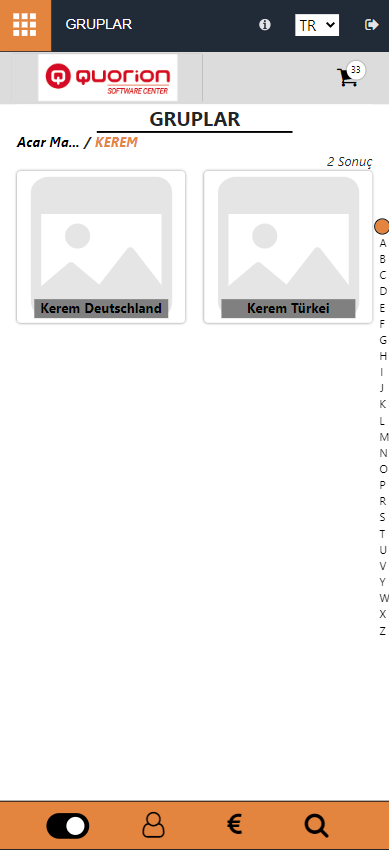 GRUPLAR
TR
QUORION
SOFTWARE CENTER
33
GRUPLAR
Acar Ma... / KEREM
2 Sonuç
Kerem Deutschland
Kerem Türkei
A
B
C
D
E
F
G
H
I
J
K
L
M
N
O
P
R
S
T
U
V
Y
W
X
Z
€